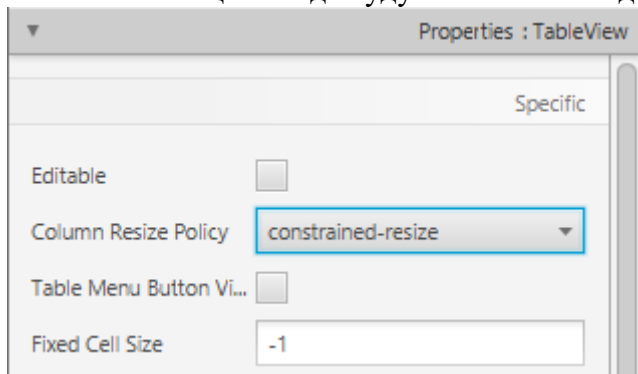 Properties : TableView
Specific
Editable
Column Resize Policy constrained-resize
Table Menu Button Vi...
Fixed Cell Size -1